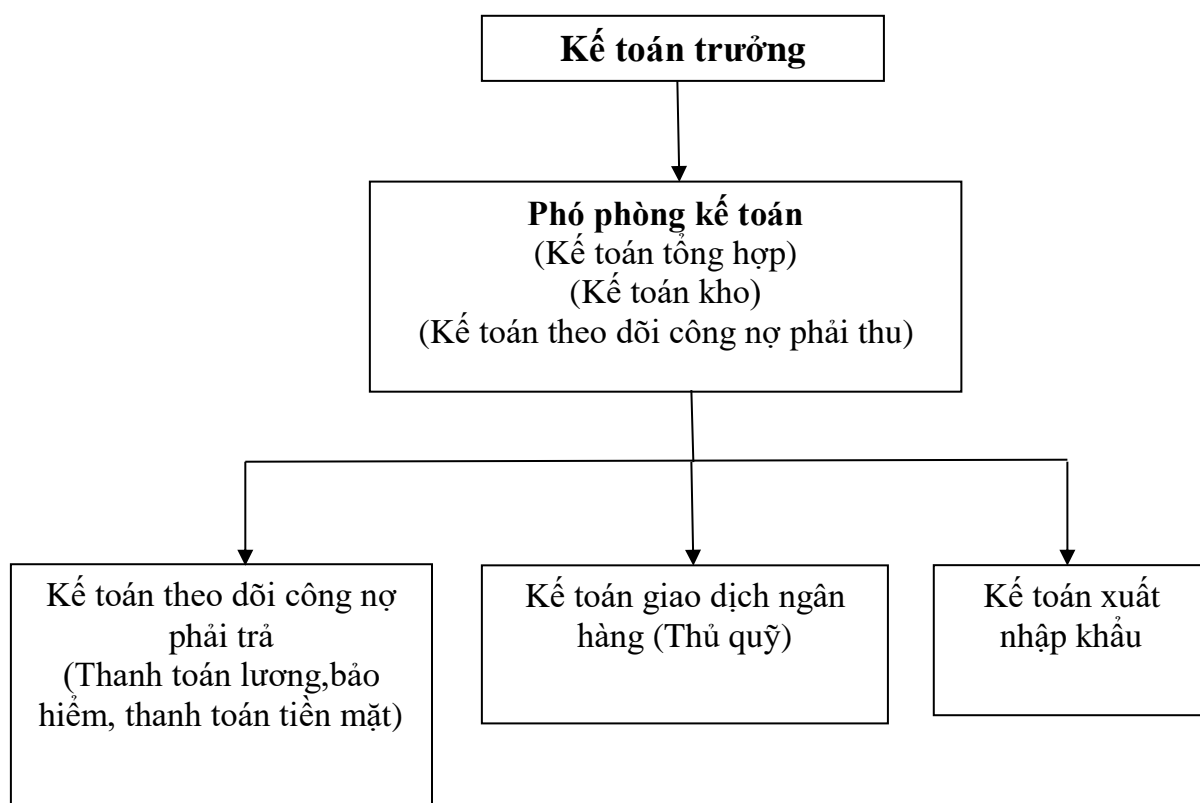 Kế toán trưởng
Phó phòng kế toán
(Kế toán tổng hợp)
(Kế toán kho)
(Kế toán theo dõi công nợ phải thu)
Kế toán theo dõi công nợ
phải trả
(Thanh toán lương,bảo
hiểm, thanh toán tiền mặt)
Kế toán giao dịch ngân
hàng (Thủ quỹ)
Kế toán xuất
nhập khẩu